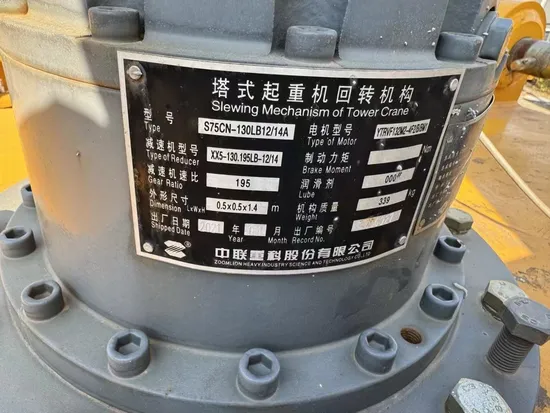 塔式起重机回转机构
Slewing Mechanism of Tower Crane
型号 S75CN-130LB12/14A 电机型号
Type Type of Motor
减速机型号 XX5-130.195LB-12/14 制动力矩 Nm
Type of Reducer Brake Moment
减速机速比 195 润滑剂 000#
Gear Ratio Lube
外形尺寸 0.5x0.5x1.4 m 机构质量 339 kg
Dimension LxWxH Weight
出厂日期 2021 年 月 出厂编号
Shipped Date Year Month Record No.
中联重科股份有限公司
ZOOMLION HEAVY INDUSTRY SCIENCE AND TECHNOLOGY CO.,LTD